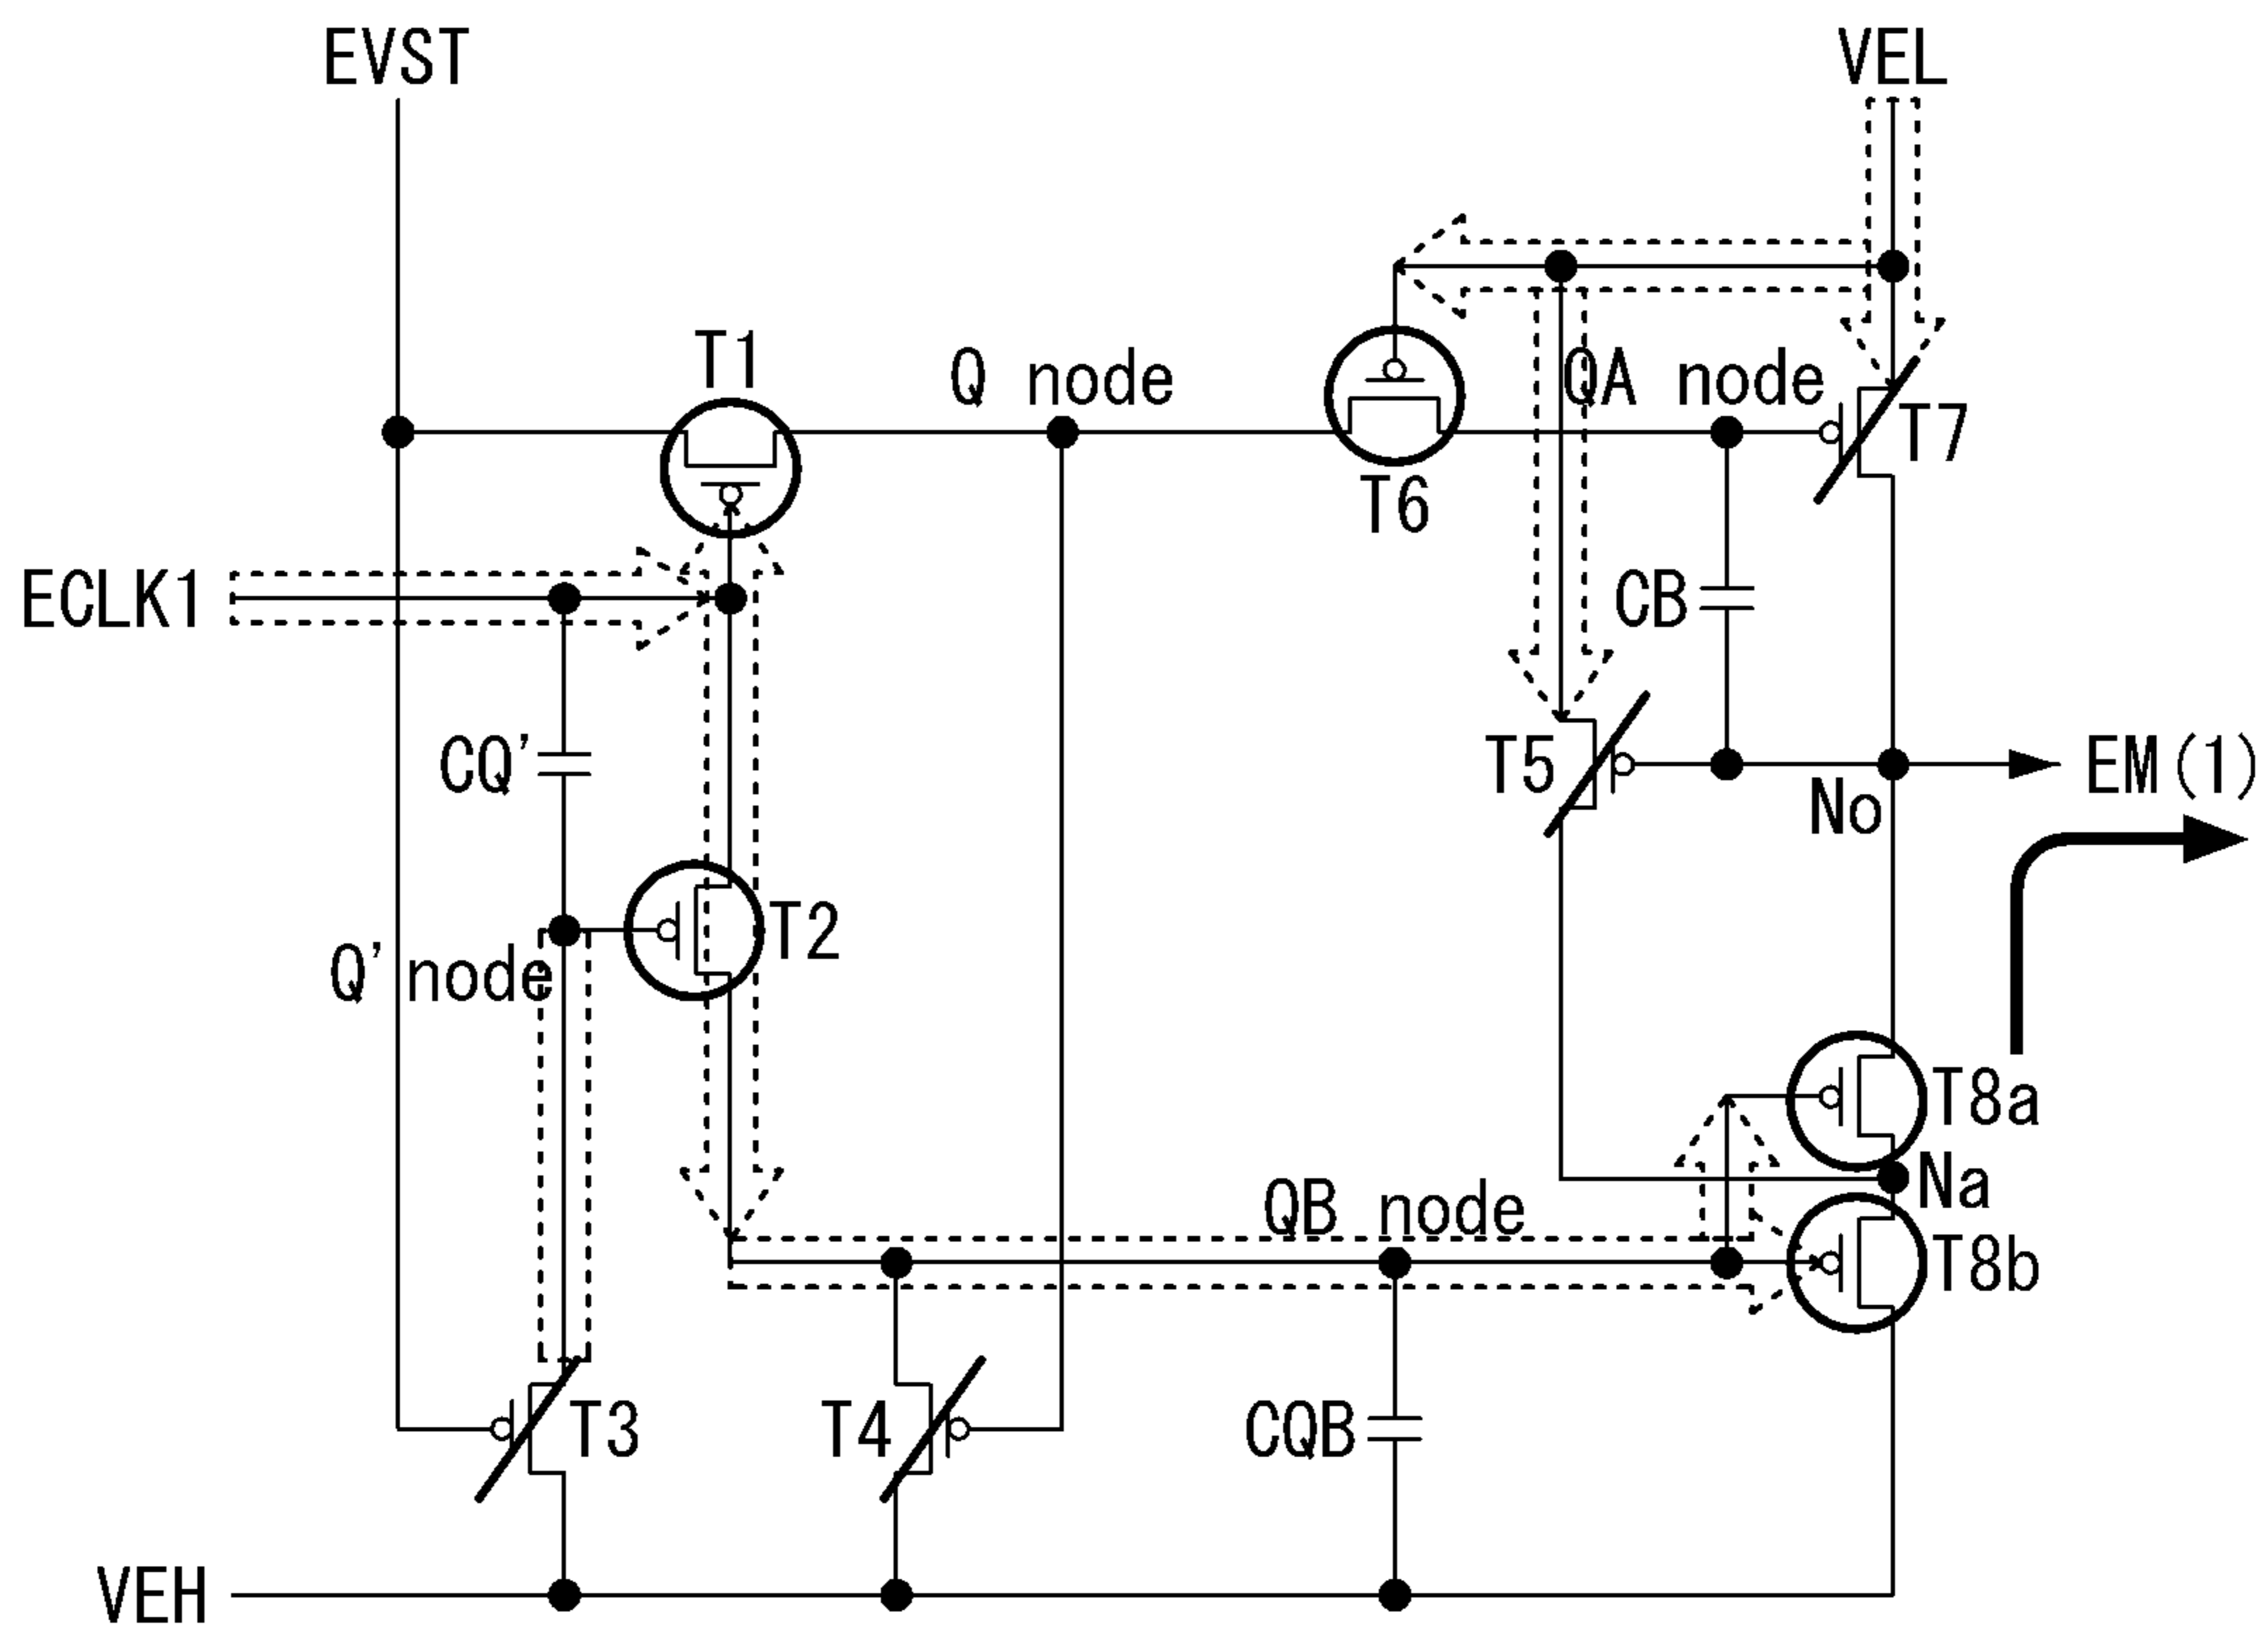 EVST
VEL
T1
Q node
QA node
T7
T6
ECLK1
CB
CQ'
T5
EM(1)
No
T2
Q' node
T8a
Na
QB node
T8b
T3
T4
CQB
VEH